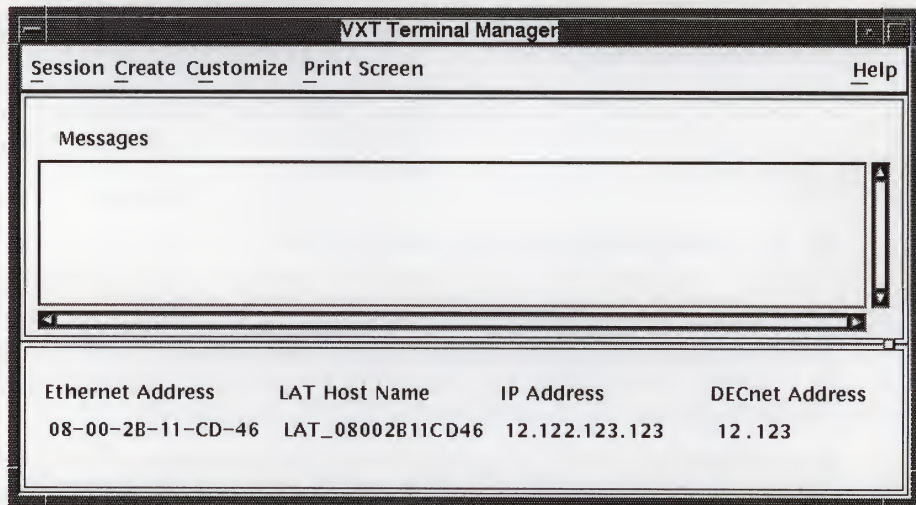 VXT Terminal Manager
Session Create Customize Print Screen Help
Messages
Ethernet Address LAT Host Name IP Address DECnet Address
08-00-2B-11-CD-46 LAT_08002B11CD46 12.122.123.123 12.123